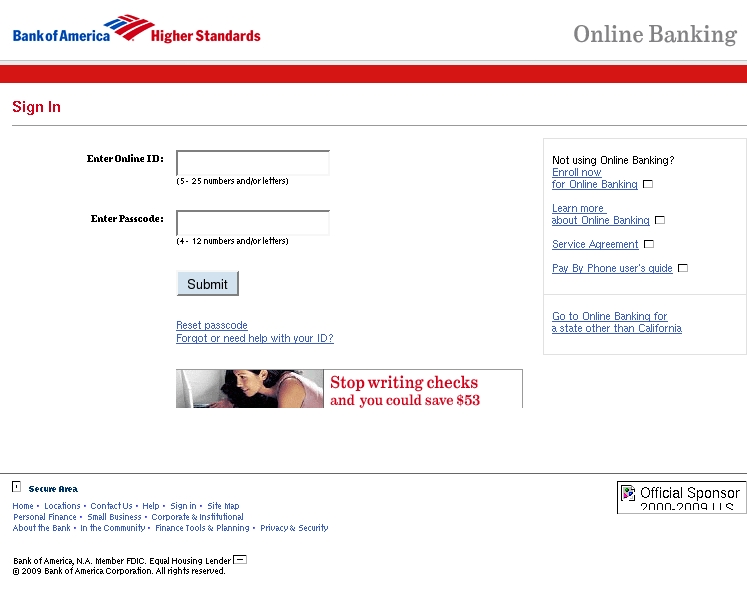 Bank of America Higher Standards
Online Banking
Sign In
Enter Online ID:
(5 - 25 numbers and/or letters)
Enter Passcode:
(4 - 12 numbers and/or letters)
Submit
Reset passcode
Forgot or need help with your ID?
Stop writing checks
and you could save $53
Not using Online Banking?
Enroll now
for Online Banking
Learn more
about Online Banking
Service Agreement
Pay By Phone user's guide
Go to Online Banking for
a state other than California
Secure Area
Home • Locations • Contact Us • Help • Sign in • Site Map
Personal Finance • Small Business • Corporate & Institutional
About the Bank • In the Community • Finance Tools & Planning • Privacy & Security
Official Sponsor
2000-2009 U.S.
Bank of America, N.A. Member FDIC. Equal Housing Lender
© 2009 Bank of America Corporation. All rights reserved.